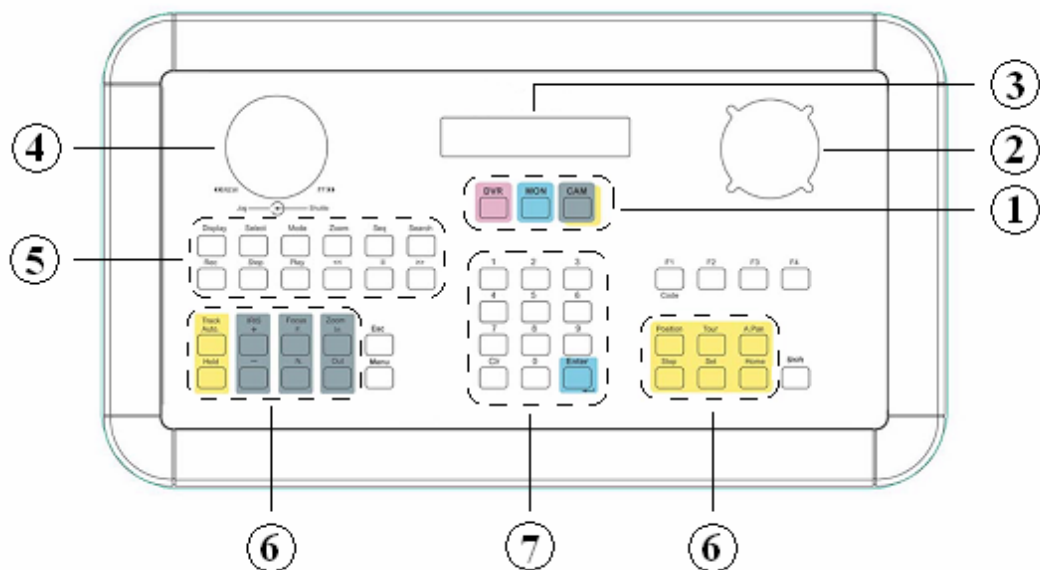 3
4
2
DVR MON CAM
1
Jog Shuttle
Display Select Mode Zoom Seq Search
5
Rec Stop Play << II >>
1 2 3
F1 F2 F3 F4
Code
4 5 6
Track IRIS Focus Zoom
Auto. + F. In
Esc
7 8 9
Position Tour A.Pan
Hold — N. Out
Menu
Clr 0 Enter
Stop Set Home
Shift
6 7 6